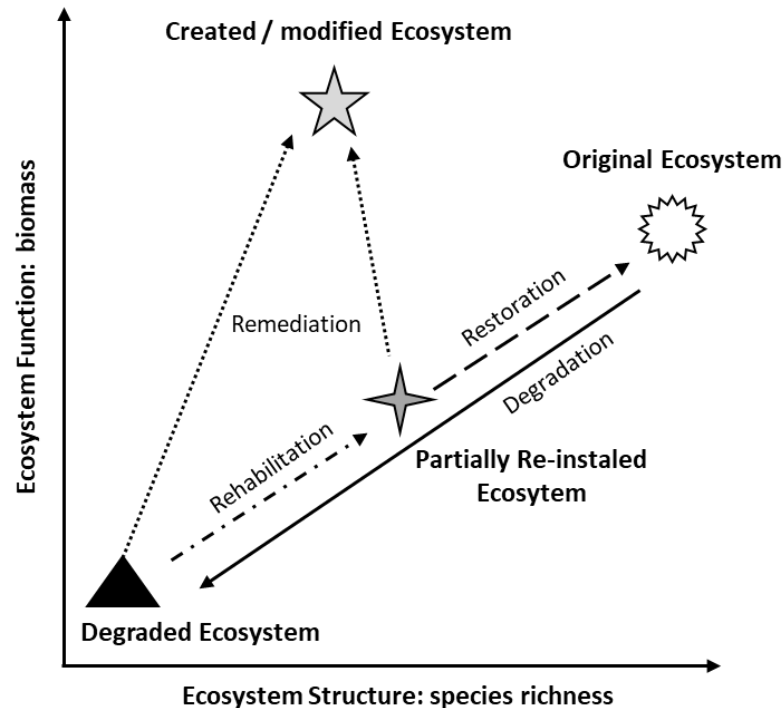 Created / modified Ecosystem
Original Ecosystem
Ecosystem Function: biomass
Remediation
Restoration
Degradation
Rehabilitation
Partially Re-instaled
Ecosytem
Degraded Ecosystem
Ecosystem Structure: species richness